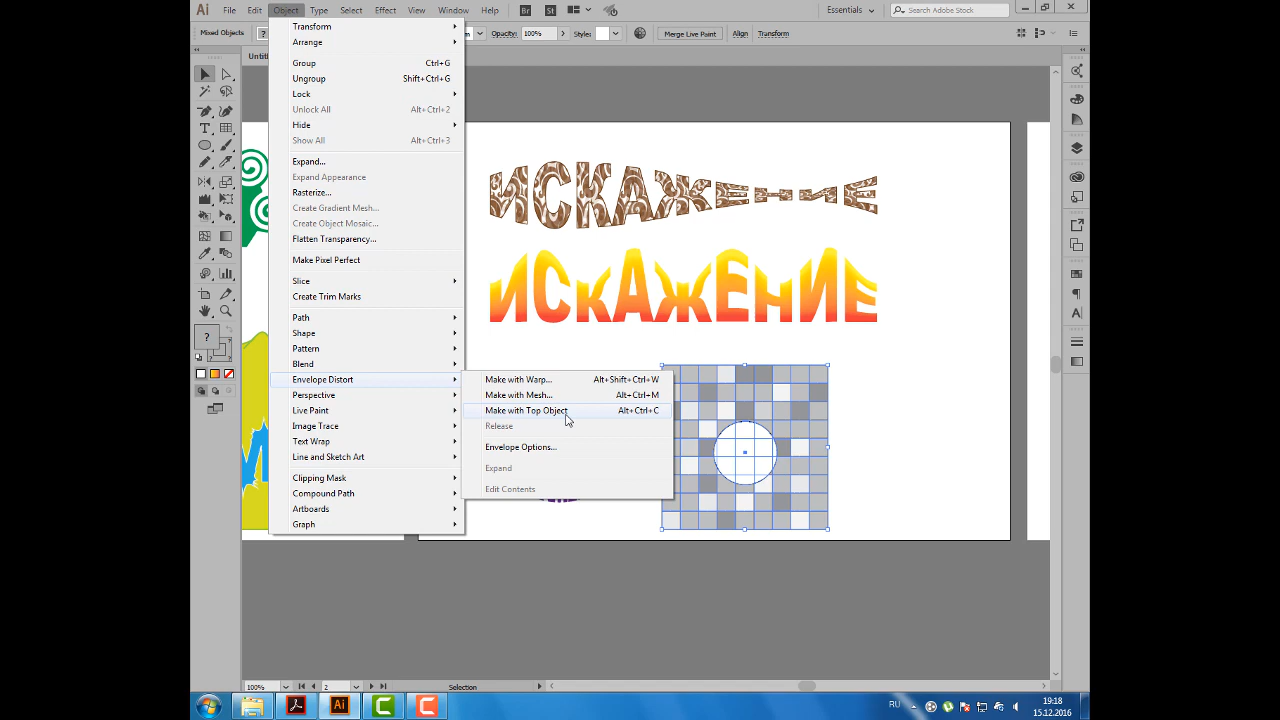 Ai File Edit Object Type Select Effect View Window Help Br St Essentials Search Adobe Stock
Mixed Objects ? Opacity: 100% Style: Merge Live Paint Align Transform
Transform
Arrange
Group Ctrl+G
Ungroup Shift+Ctrl+G
Lock
Unlock All Alt+Ctrl+2
Hide
Show All Alt+Ctrl+3
Expand...
Expand Appearance
Rasterize...
Create Gradient Mesh...
Create Object Mosaic...
Flatten Transparency...
Make Pixel Perfect
Slice
Create Trim Marks
Path
Shape
Pattern
Blend
Envelope Distort
Perspective
Live Paint
Image Trace
Text Wrap
Line and Sketch Art
Clipping Mask
Compound Path
Artboards
Graph
Make with Warp... Alt+Shift+Ctrl+W
Make with Mesh... Alt+Ctrl+M
Make with Top Object Alt+Ctrl+C
Release
Envelope Options...
Expand
Edit Contents
ИСКАЖЕНИЕ
ИСКАЖЕНИЕ
?
100% 2 Selection
RU 19:18
15.12.2016